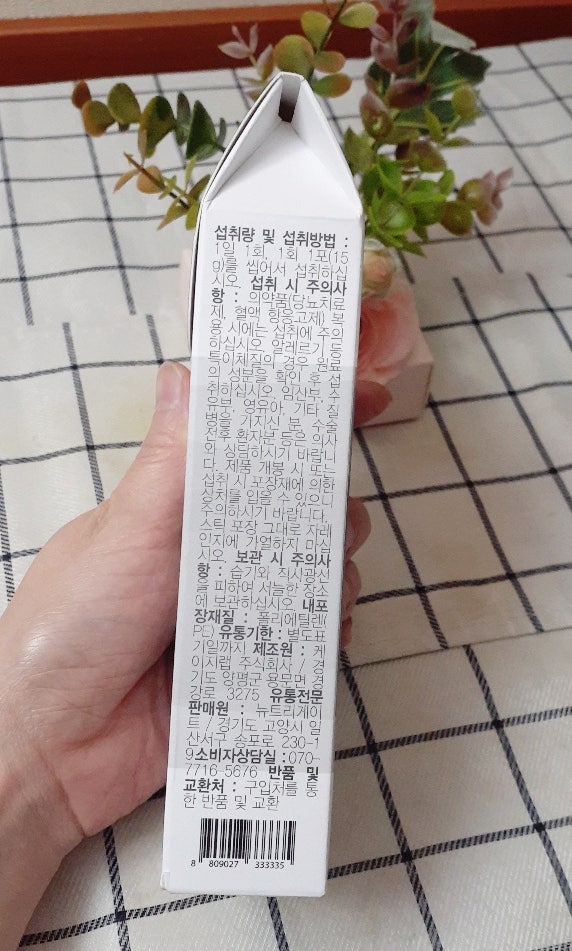 섭취량 및 섭취방법 :
1일 1회, 1회 1포(15
g)를 씹어서 섭취하십
시오. 섭취 시 주의사
항 : 의약품(당뇨치료
제, 혈액 항응고제) 복
용 시에는 섭취에 주의
하십시오. 알레르기 등
특이체질의 경우 원료
의 성분을 확인 후 섭
취하십시오. 임산부, 수
유부, 영유아, 기타 질
병을 가지신 분, 수술
전후 환자분 등은 의사
와 상담하시기 바랍니
다. 제품 개봉 시 또는
섭취 시 포장재에 의한
상처를 입을 수 있으니
주의하시기 바랍니다.
스틱 포장 그대로 차레
인지에 가열하지 마십
시오. 보관 시 주의사
항 : 습기와 직사광선
을 피하여 서늘한 장소
에 보관하십시오. 내포
장재질 : 폴리에틸렌(
PE) 유통기한 : 별도표
기일까지 제조원 : 케
이지랩 주식회사 / 경
기도 양평군 용문면 경
강로 3275 유통전문
판매원 : 뉴트리게이
트 / 경기도 고양시 일
산서구 송포로 230-1
9 소비자상담실 : 070-
7716-5676 반품 및
교환처 : 구입처를 통
한 반품 및 교환
8 809027 333335